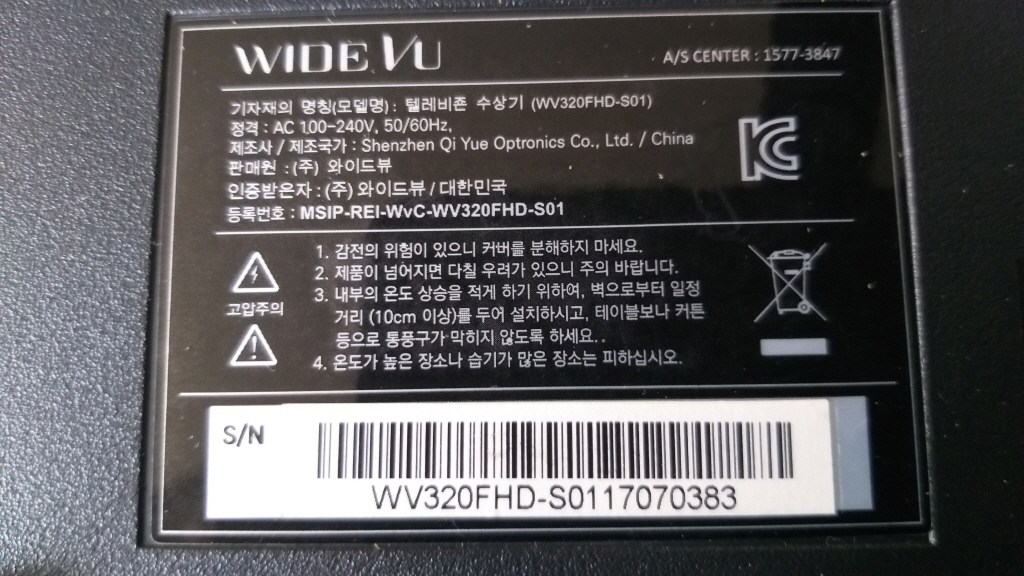 WIDE VU
A/S CENTER : 1577-3847
기자재의 명칭(모델명) : 텔레비죤 수상기 (WV320FHD-S01)
정격 : AC 100-240V, 50/60Hz,
제조사 / 제조국가 : Shenzhen Qi Yue Optronics Co., Ltd. / China
판매원 : (주) 와이드뷰
인증받은자 : (주) 와이드뷰 / 대한민국
등록번호 : MSIP-REI-WvC-WV320FHD-S01
고압주의
1. 감전의 위험이 있으니 커버를 분해하지 마세요.
2. 제품이 넘어지면 다칠 우려가 있으니 주의 바랍니다.
3. 내부의 온도 상승을 적게 하기 위하여, 벽으로부터 일정
거리 (10cm 이상)를 두어 설치하시고, 테이블보나 커튼
등으로 통풍구가 막히지 않도록 하세요..
4. 온도가 높은 장소나 습기가 많은 장소는 피하십시오.
S/N
WV320FHD-S0117070383